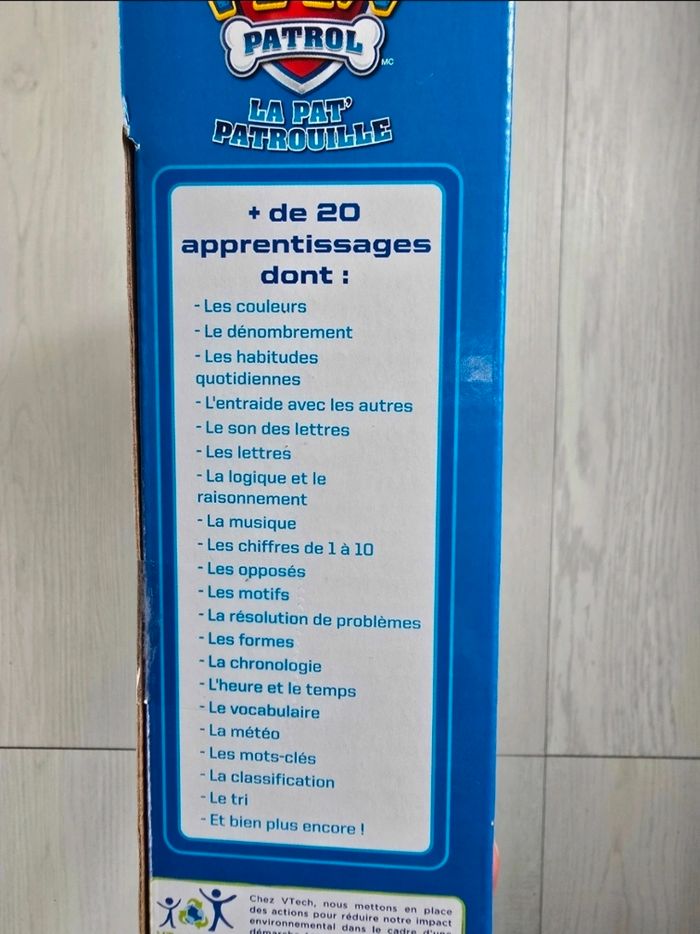 PATROL
MC
LA PAT'
PATROUILLE
+ de 20
apprentissages
dont :
- Les couleurs
- Le dénombrement
- Les habitudes
quotidiennes
- L'entraide avec les autres
- Le son des lettres
- Les lettres
- La logique et le
raisonnement
- La musique
- Les chiffres de 1 à 10
- Les opposés
- Les motifs
- La résolution de problèmes
- Les formes
- La chronologie
- L'heure et le temps
- Le vocabulaire
- La météo
- Les mots-clés
- La classification
- Le tri
- Et bien plus encore !
Chez VTech, nous mettons en place
des actions pour réduire notre impact
environnemental dans le cadre d'une